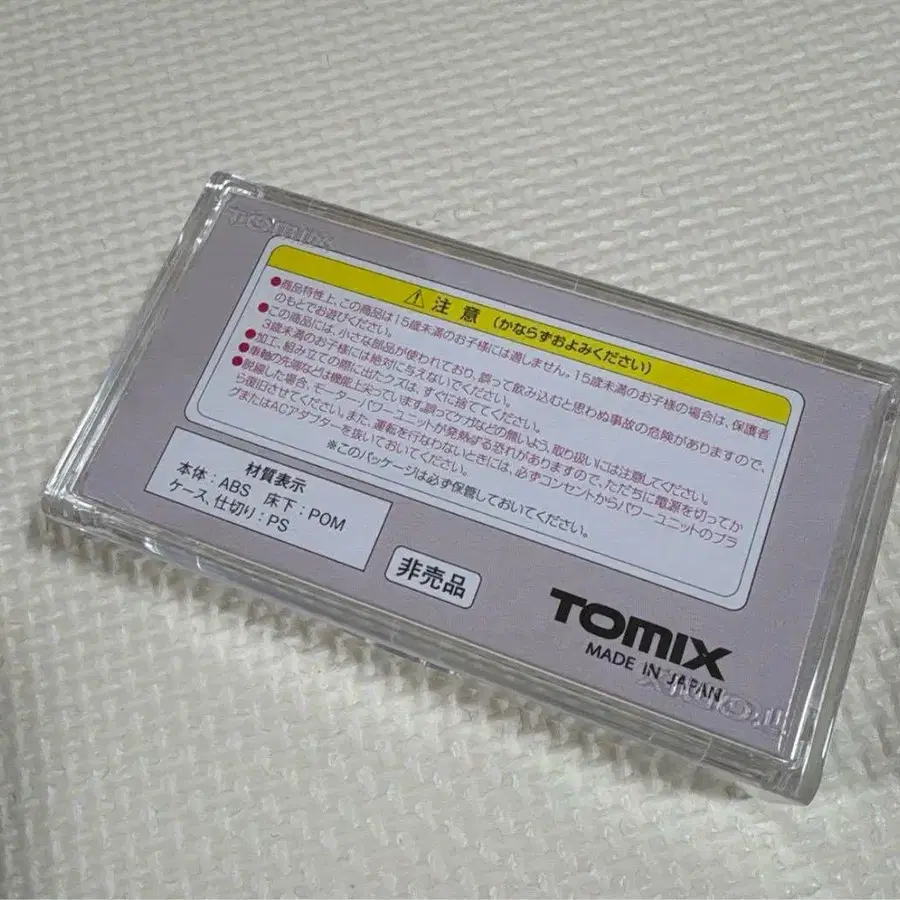 TOMIX
⚠ 注意 (かならずおよみください)
●商品特性上、この商品は15歳未満のお子様には適しません。15歳未満のお子様の場合は、保護者
のもとでお遊びください。
●この商品には、小さな部品が使われており、誤って飲み込むと思わぬ事故の危険がありますので、
3歳未満のお子様には絶対に与えないでください。
●加工、組み立ての際に出たクズは、すぐに捨ててください。
●車軸の先端などは機能上尖っています。誤ってケガなどの無いよう、取り扱いには注意してください。
●脱線した場合、モーターパワーユニットが発熱する恐れがありますので、ただちに電源を切ってか
ら復旧させてください。また、運転を行なわないときには、必ずコンセントからパワーユニットのプラ
グまたはACアダプターを抜いておいてください。
※このパッケージは必ず保管しておいてください。
材質表示
本体：ABS 床下：POM
ケース、仕切り：PS
非売品
TOMIX
MADE IN JAPAN
TOMIX